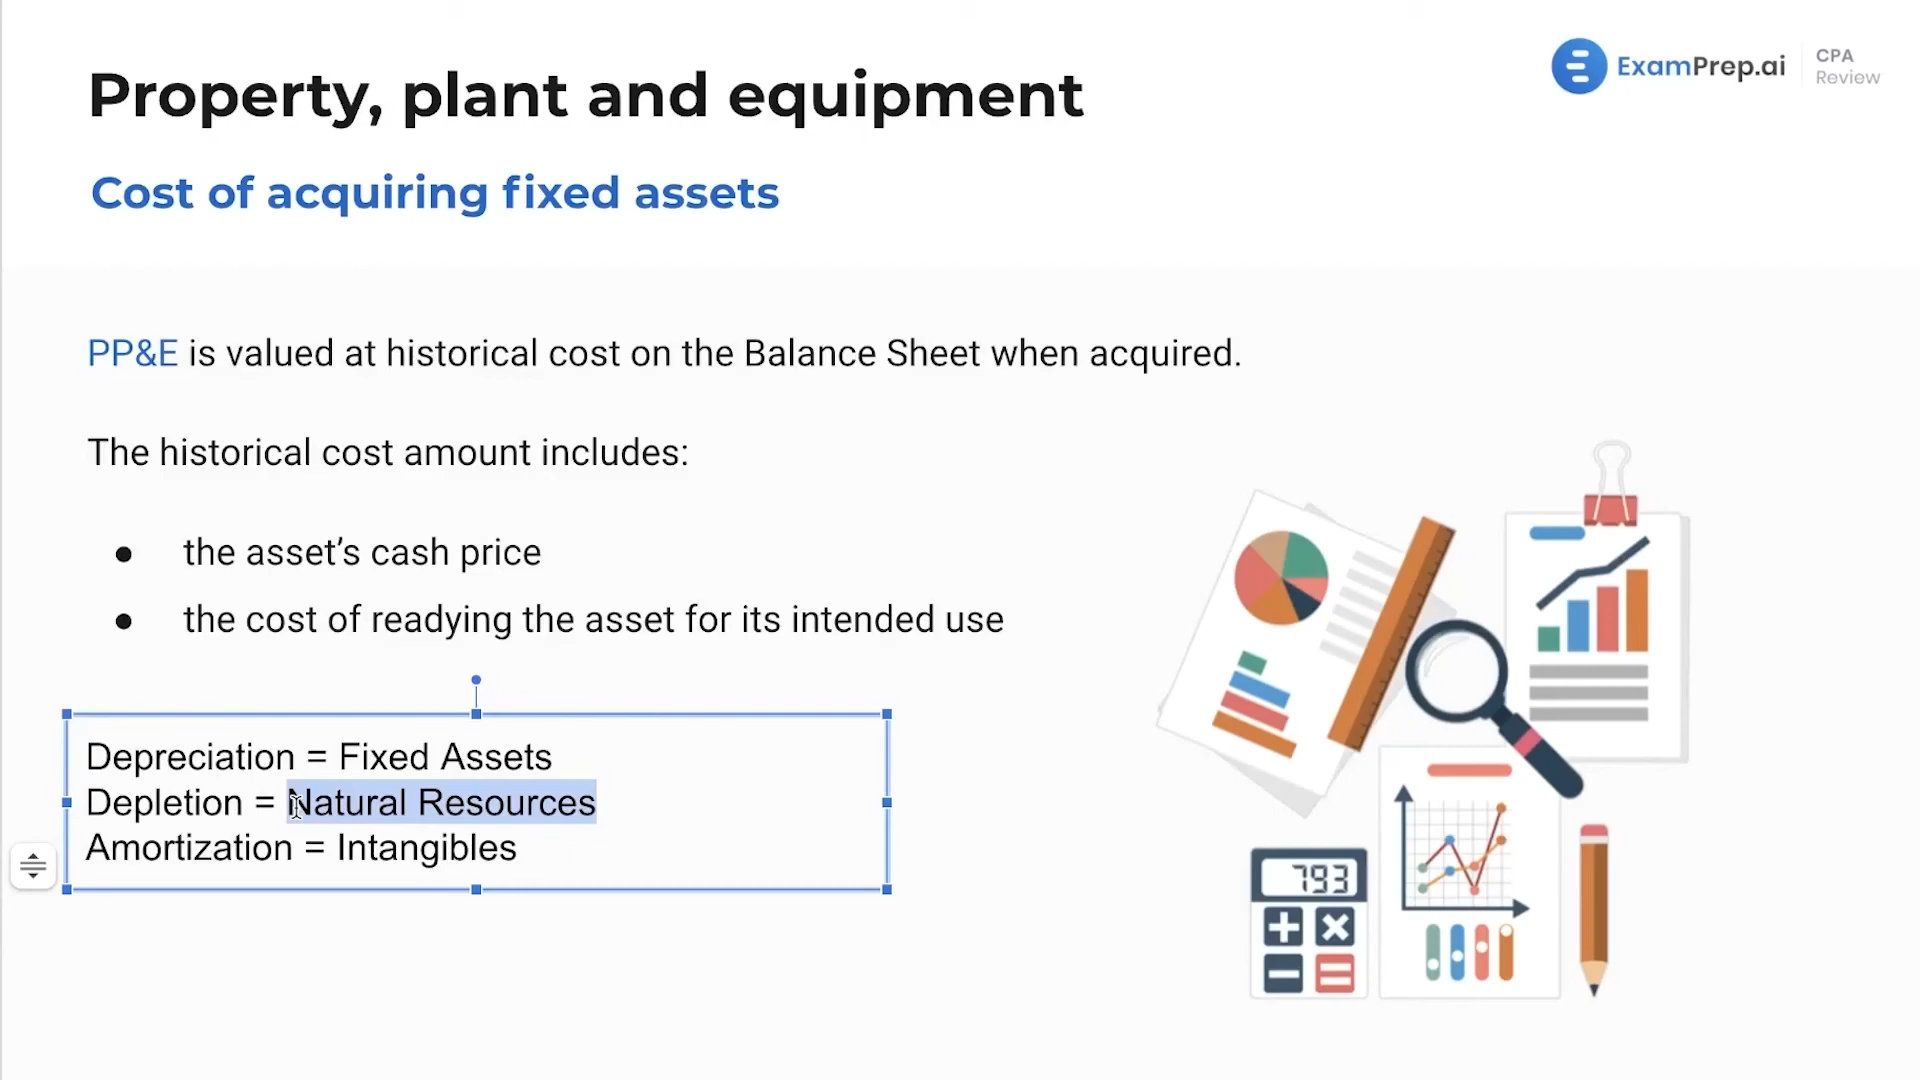 Property, plant and equipment
ExamPrep.ai
CPA
Review
Cost of acquiring fixed assets
PP&E is valued at historical cost on the Balance Sheet when acquired.
The historical cost amount includes:
● the asset’s cash price
● the cost of readying the asset for its intended use
Depreciation = Fixed Assets
Depletion = Natural Resources
Amortization = Intangibles
793